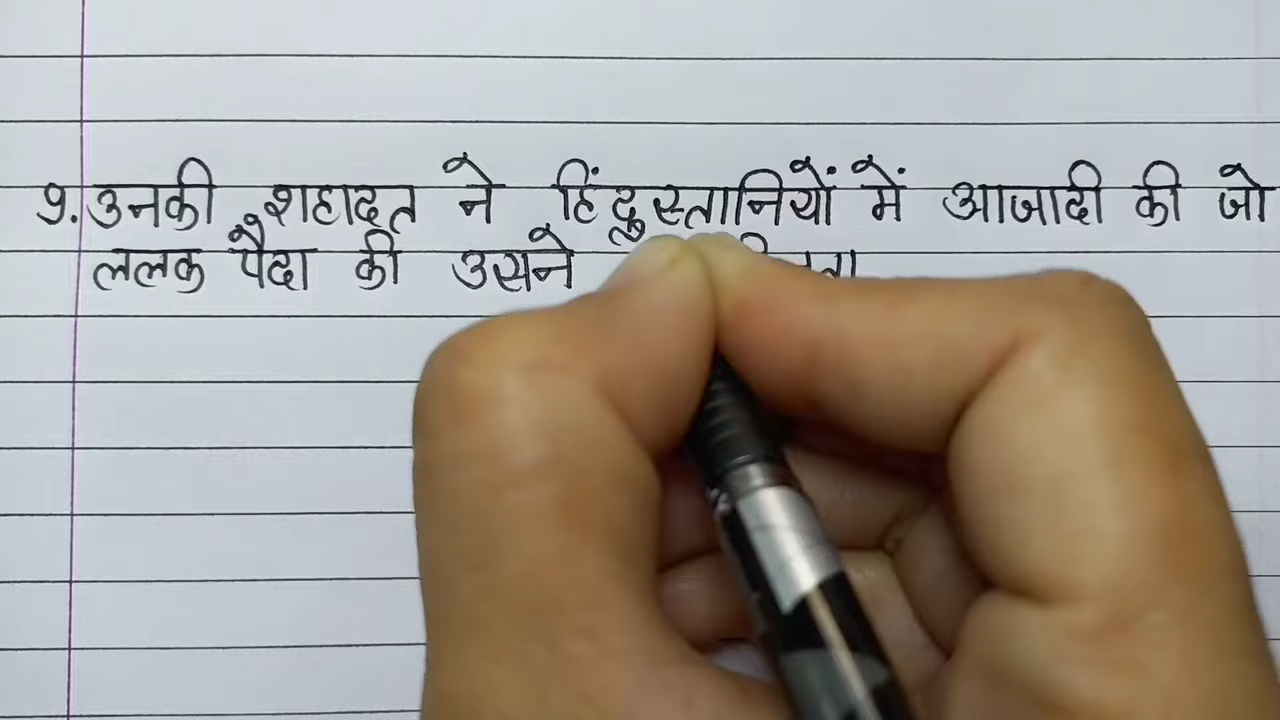 9. उनकी शहादत ने हिंदुस्तानियों में आजादी की जो
ललक पैदा की उसने